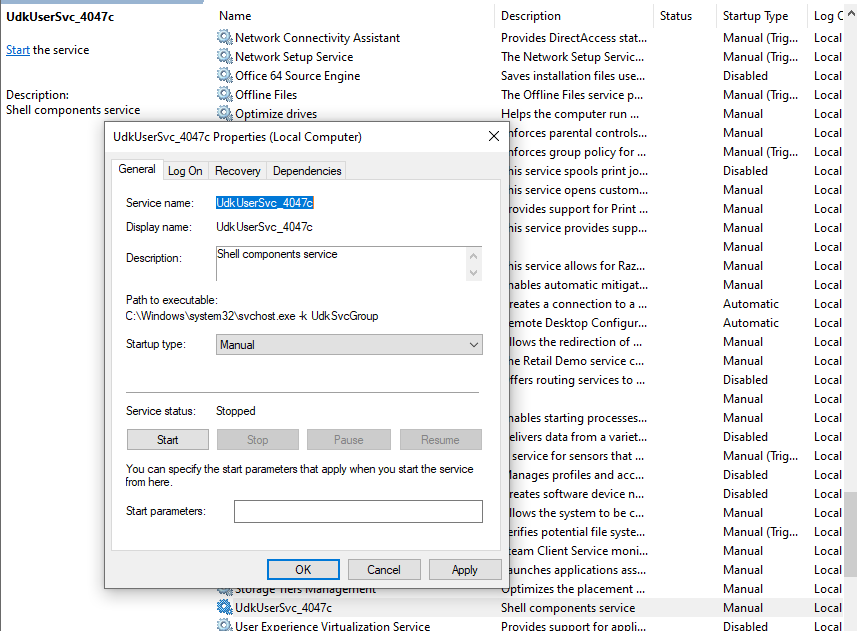 UdkUserSvc_4047c
Start the service
Description:
Shell components service
Name Description Status Startup Type Log O
Network Connectivity Assistant Provides DirectAccess stat... Manual (Trig... Local
Network Setup Service The Network Setup Servic... Manual (Trig... Local
Office 64 Source Engine Saves installation files use... Disabled Local
Offline Files The Offline Files service p... Manual (Trig... Local
Optimize drives Helps the computer run ... Manual Local
nforces parental controls... Manual Local
nforces group policy for ... Manual (Trig... Local
his service spools print jo... Disabled Local
his service opens custom... Manual Local
rovides support for Print ... Manual Local
his service provides supp... Manual Local
Manual Local
his service allows for Raz... Manual Local
nables automatic mitigat... Manual Local
reates a connection to a ... Automatic Local
emote Desktop Configur... Automatic Local
llows the redirection of ... Manual Local
he Retail Demo service c... Manual Local
ffers routing services to ... Disabled Local
Manual Local
nables starting processes... Manual Local
elivers data from a variet... Disabled Local
service for sensors that ... Manual (Trig... Local
anages profiles and acc... Disabled Local
reates software device n... Disabled Local
llows the system to be c... Manual Local
erifies potential file syste... Manual (Trig... Local
team Client Service moni... Manual Local
aunches applications ass... Manual Local
Storage Tiers Management Optimizes the placement ... Manual Local
UdkUserSvc_4047c Shell components service Manual Local
User Experience Virtualization Service Provides support for appli... Disabled Local
UdkUserSvc_4047c Properties (Local Computer)
General Log On Recovery Dependencies
Service name: UdkUserSvc_4047c
Display name: UdkUserSvc_4047c
Description: Shell components service
Path to executable:
C:\Windows\system32\svchost.exe -k UdkSvcGroup
Startup type: Manual
Service status: Stopped
Start Stop Pause Resume
You can specify the start parameters that apply when you start the service
from here.
Start parameters:
OK Cancel Apply